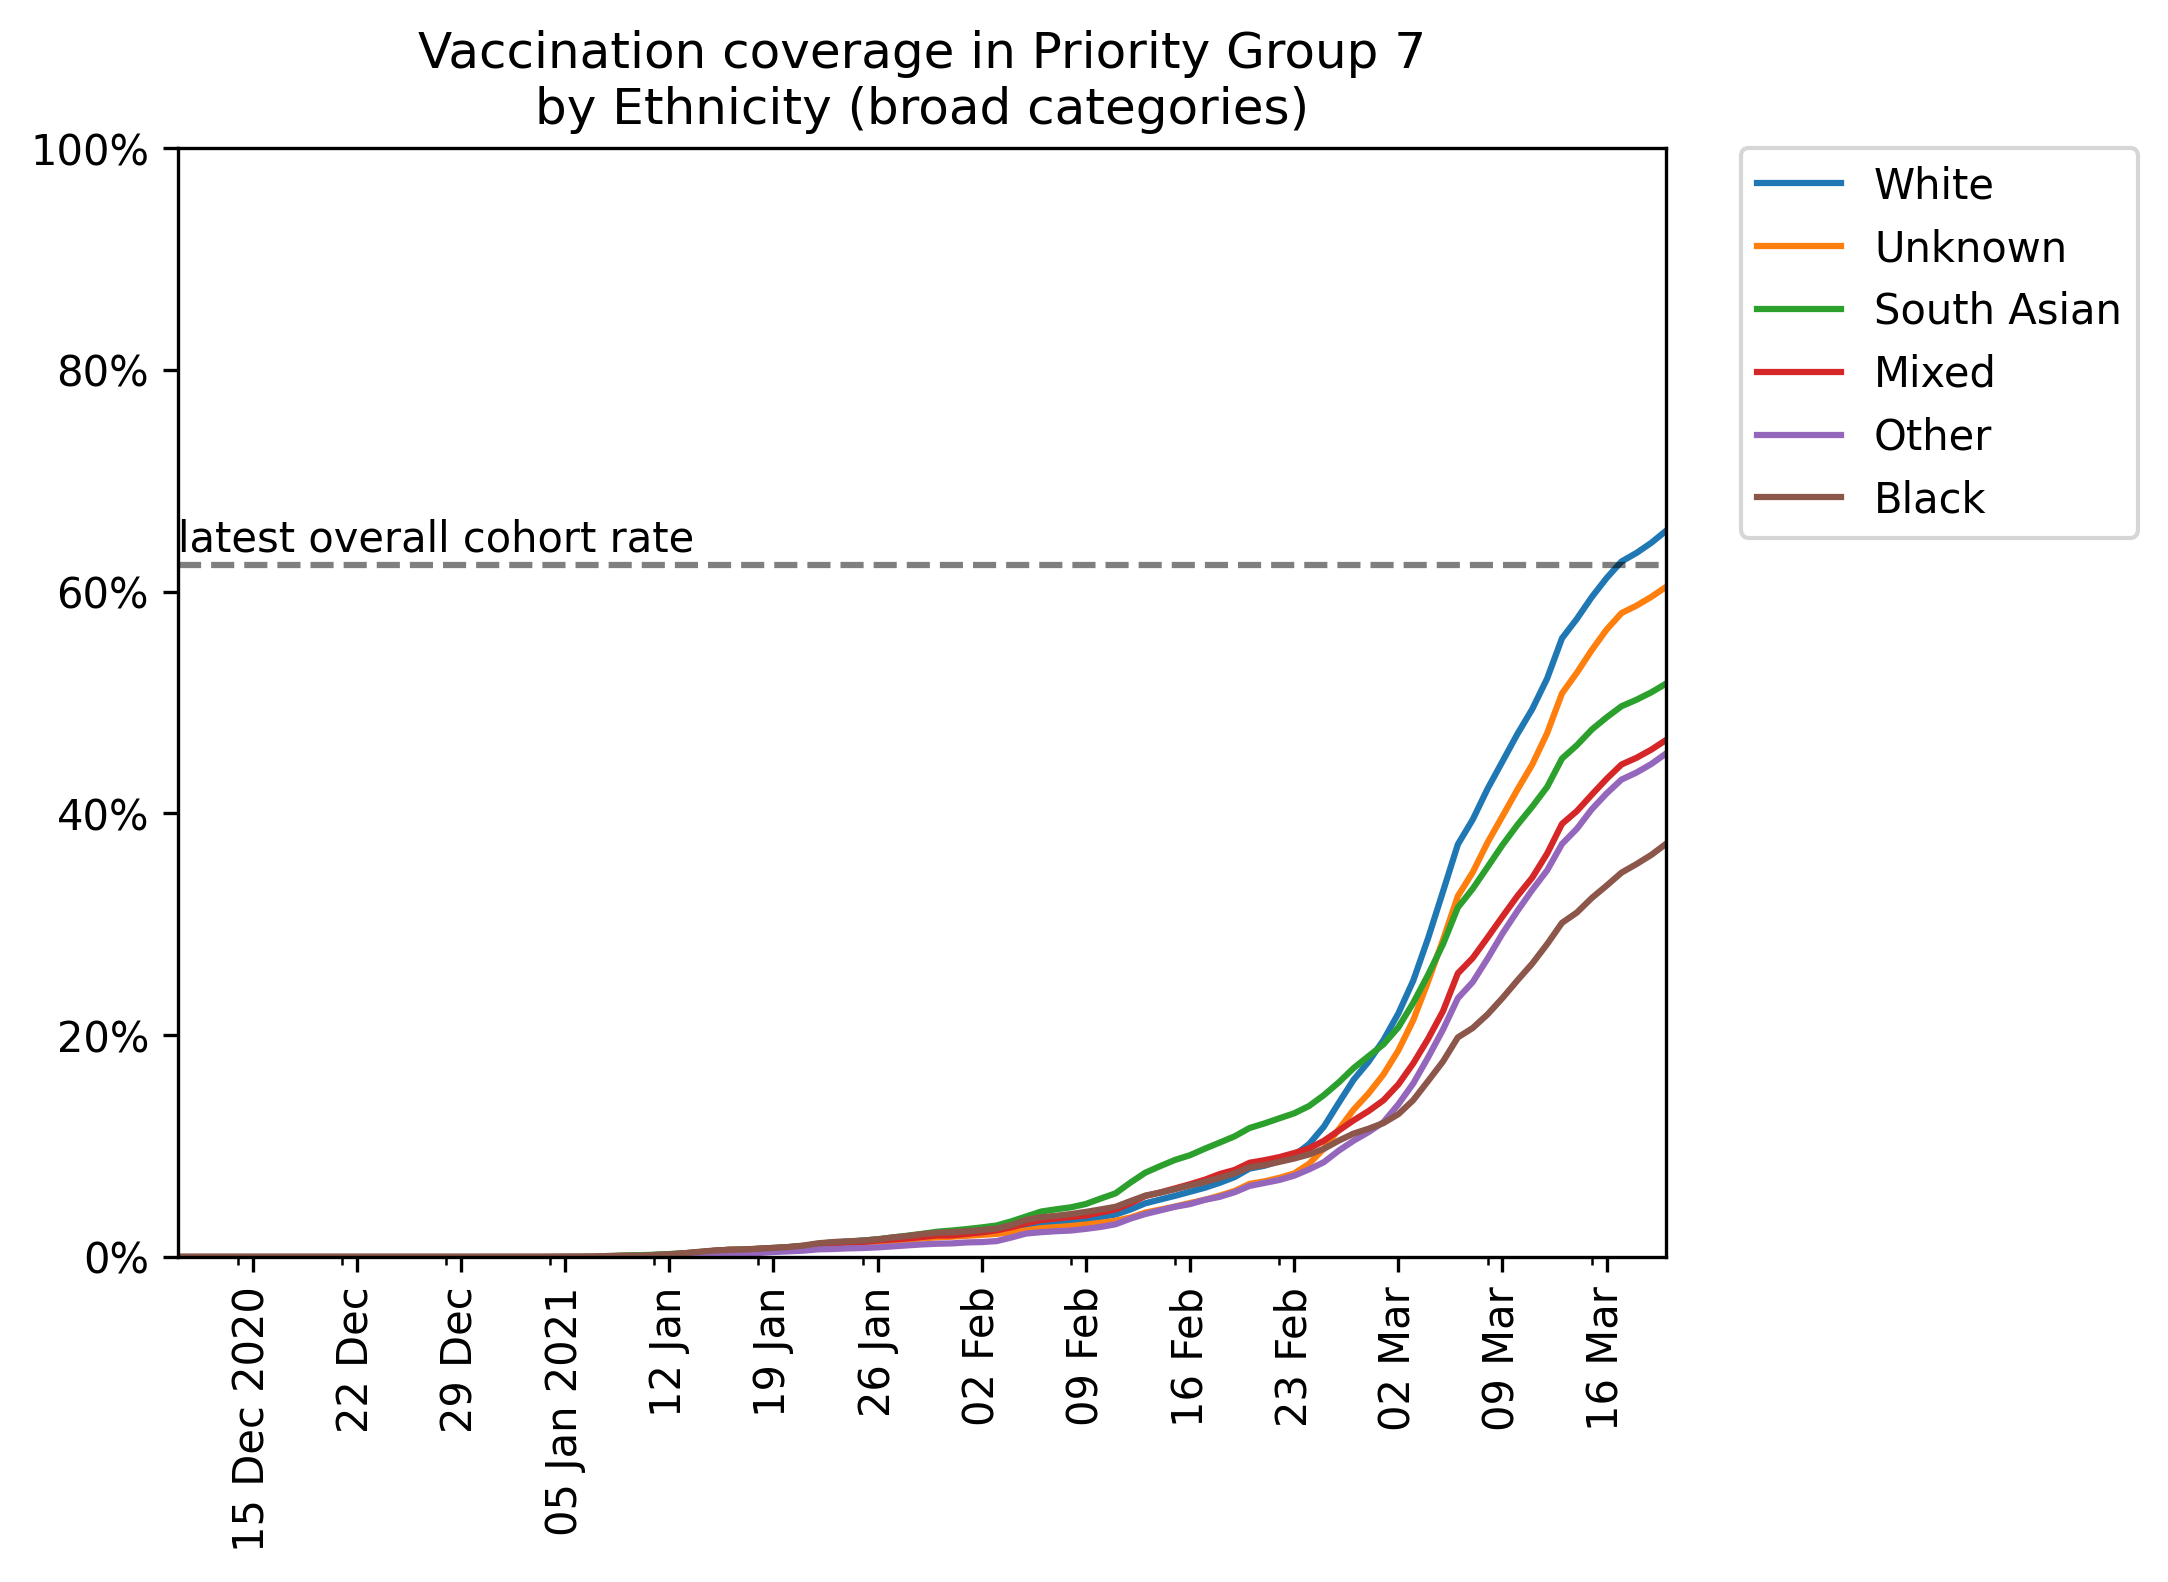 Vaccination coverage in Priority Group 7
by Ethnicity (broad categories)
100%
80%
60%
40%
20%
0%
latest overall cohort rate
15 Dec 2020
22 Dec
29 Dec
05 Jan 2021
12 Jan
19 Jan
26 Jan
02 Feb
09 Feb
16 Feb
23 Feb
02 Mar
09 Mar
16 Mar
White
Unknown
South Asian
Mixed
Other
Black